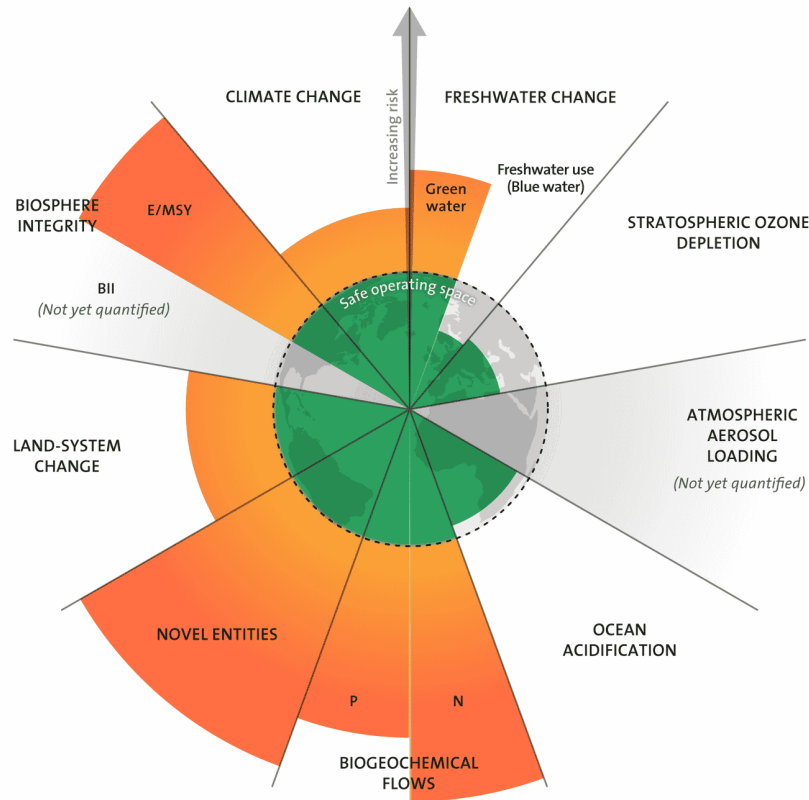 CLIMATE CHANGE
Increasing risk
FRESHWATER CHANGE
Green
water
Freshwater use
(Blue water)
STRATOSPHERIC OZONE
DEPLETION
BIOSPHERE
INTEGRITY
E/MSY
BII
(Not yet quantified)
Safe operating space
ATMOSPHERIC
AEROSOL
LOADING
(Not yet quantified)
LAND-SYSTEM
CHANGE
NOVEL ENTITIES
OCEAN
ACIDIFICATION
P
N
BIOGEOCHEMICAL
FLOWS